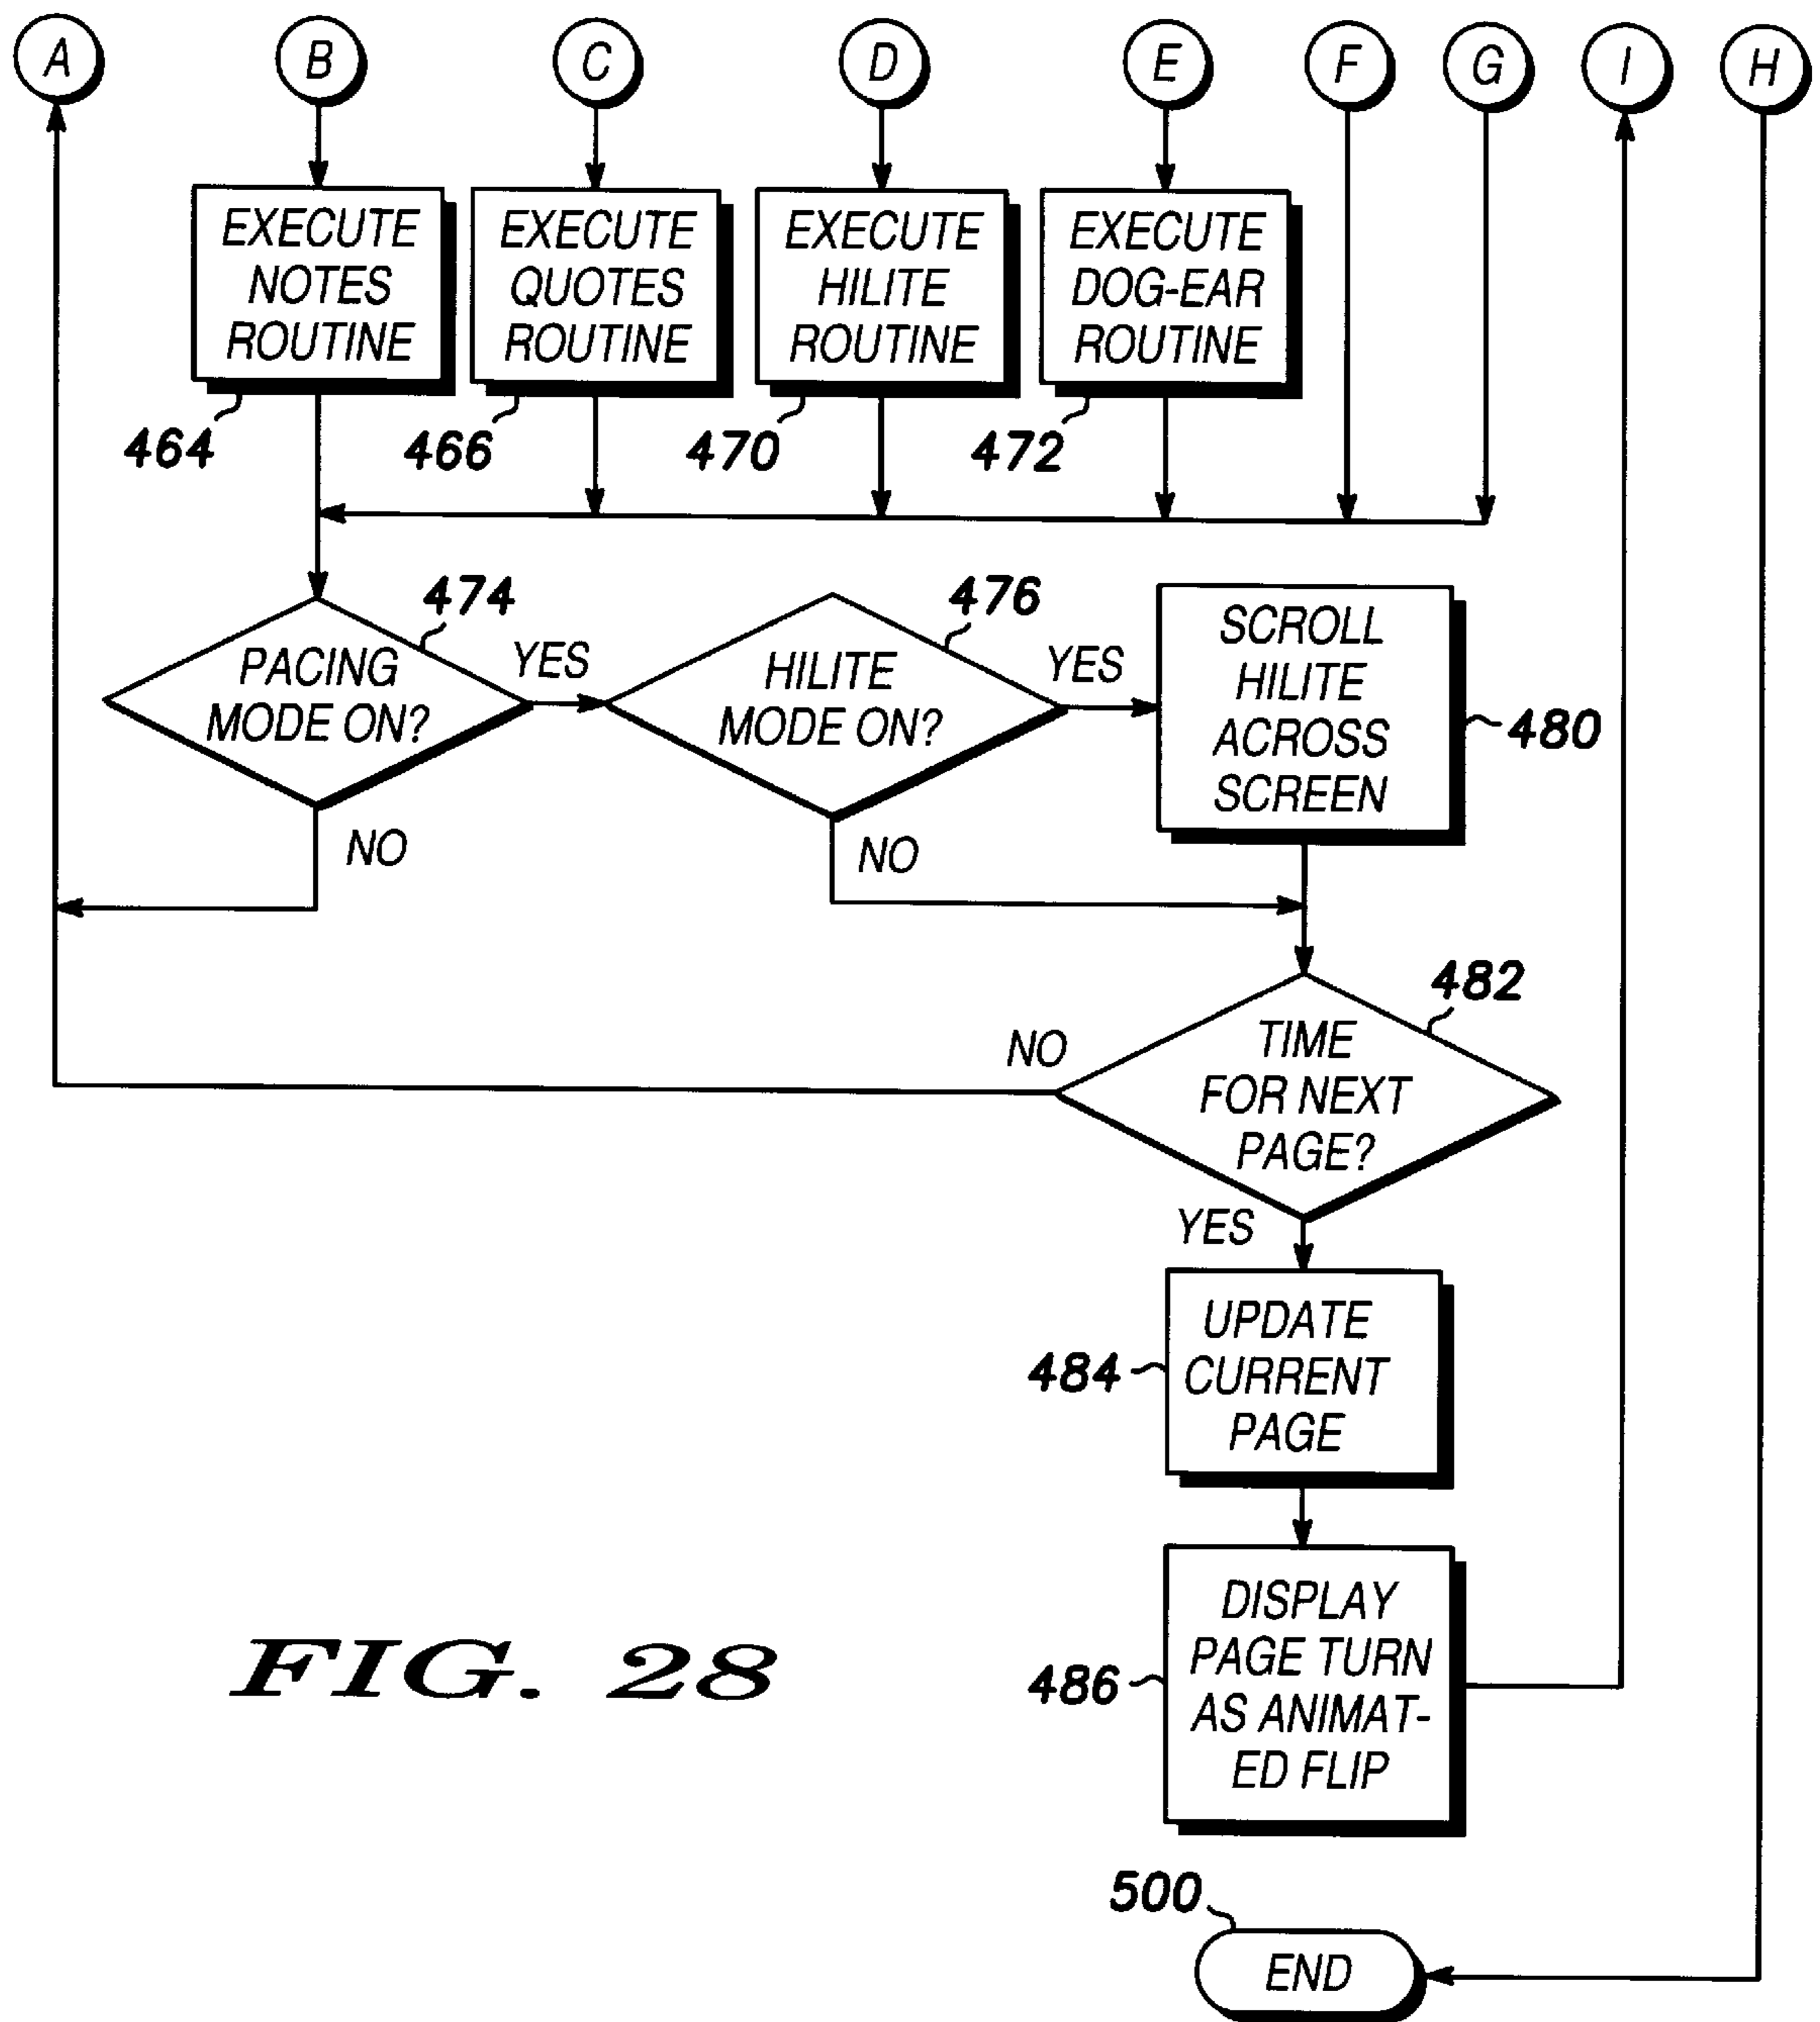 A
B
C
D
E
F
G
I
H
EXECUTE
NOTES
ROUTINE
464
EXECUTE
QUOTES
ROUTINE
466
EXECUTE
HILITE
ROUTINE
470
EXECUTE
DOG-EAR
ROUTINE
472
PACING
MODE ON?
474
YES
NO
HILITE
MODE ON?
476
YES
NO
SCROLL
HILITE
ACROSS
SCREEN
480
TIME
FOR NEXT
PAGE?
482
NO
YES
UPDATE
CURRENT
PAGE
484
DISPLAY
PAGE TURN
AS ANIMAT-
ED FLIP
486
500
END
FIG. 28